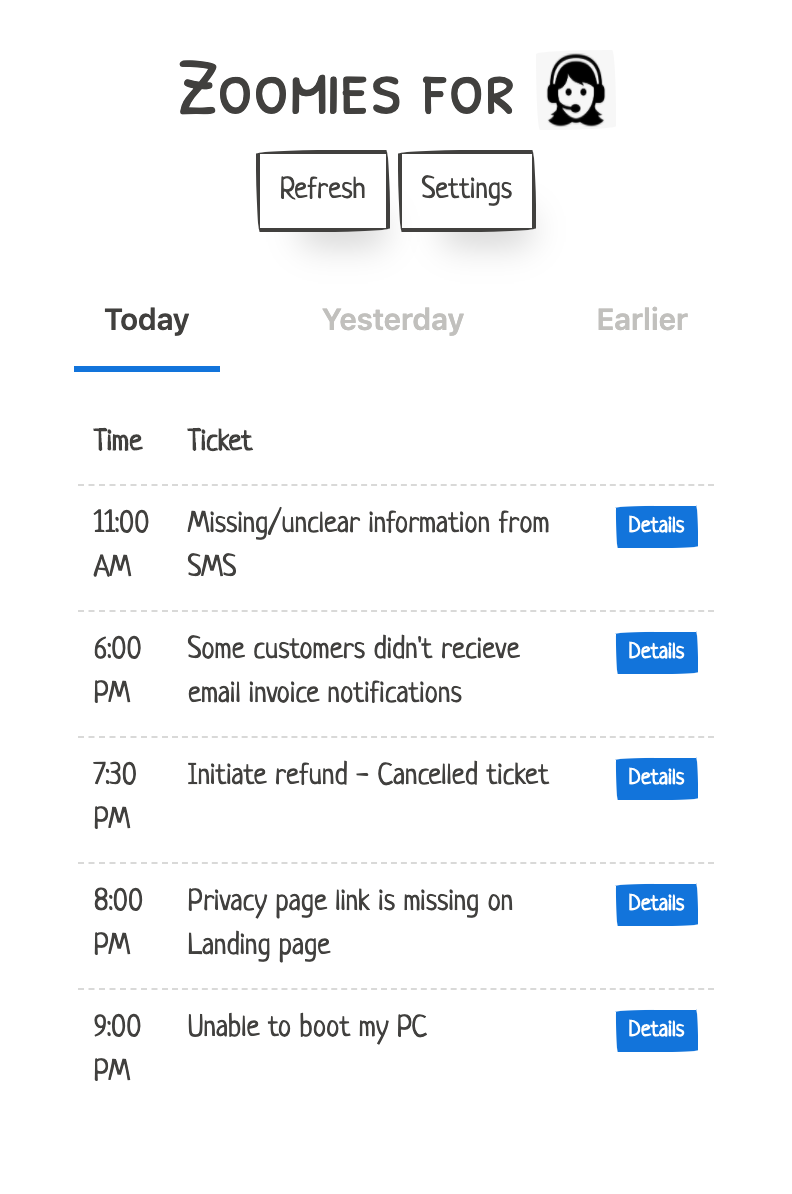 Zoomies for
Refresh Settings
Today Yesterday Earlier
Time Ticket
11:00 Missing/unclear information from Details
AM SMS
6:00 Some customers didn't recieve Details
PM email invoice notifications
7:30 Initiate refund - Cancelled ticket Details
PM
8:00 Privacy page link is missing on Details
PM Landing page
9:00 Unable to boot my PC Details
PM